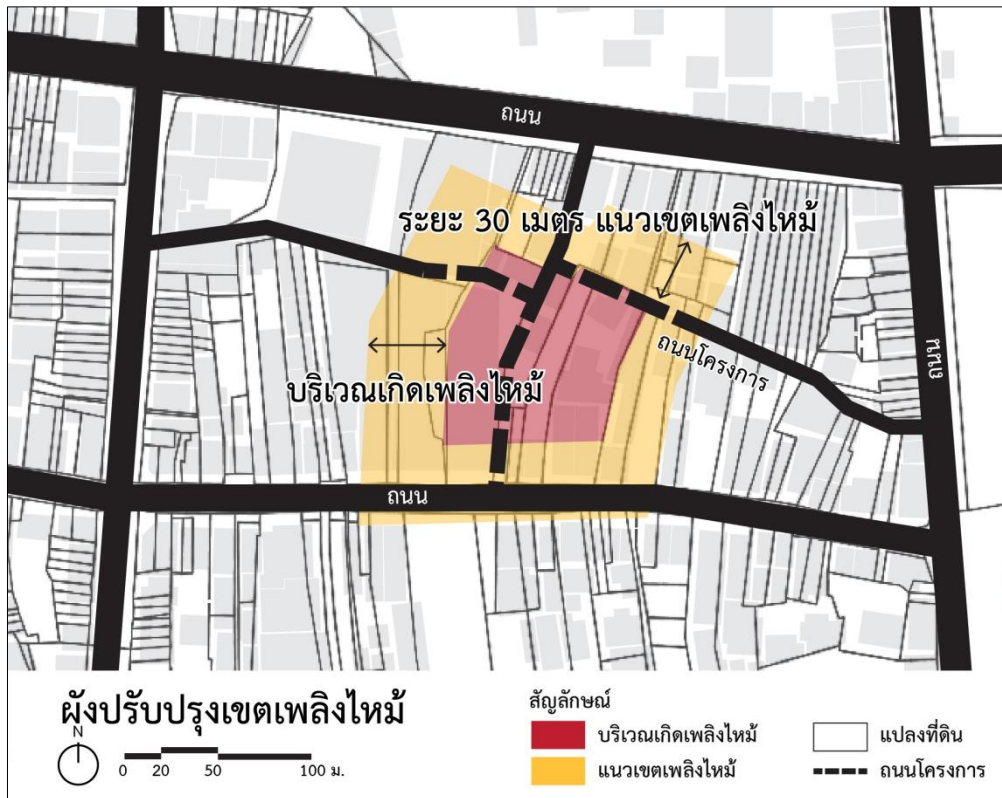 ถนน
ระยะ 30 เมตร แนวเขตเพลิงไหม้
ถนนโครงการ
ถนน
บริเวณเกิดเพลิงไหม้
ถนน
ผังปรับปรุงเขตเพลิงไหม้
N
0 20 50 100 ม.
สัญลักษณ์
บริเวณเกิดเพลิงไหม้
แปลงที่ดิน
แนวเขตเพลิงไหม้
ถนนโครงการ